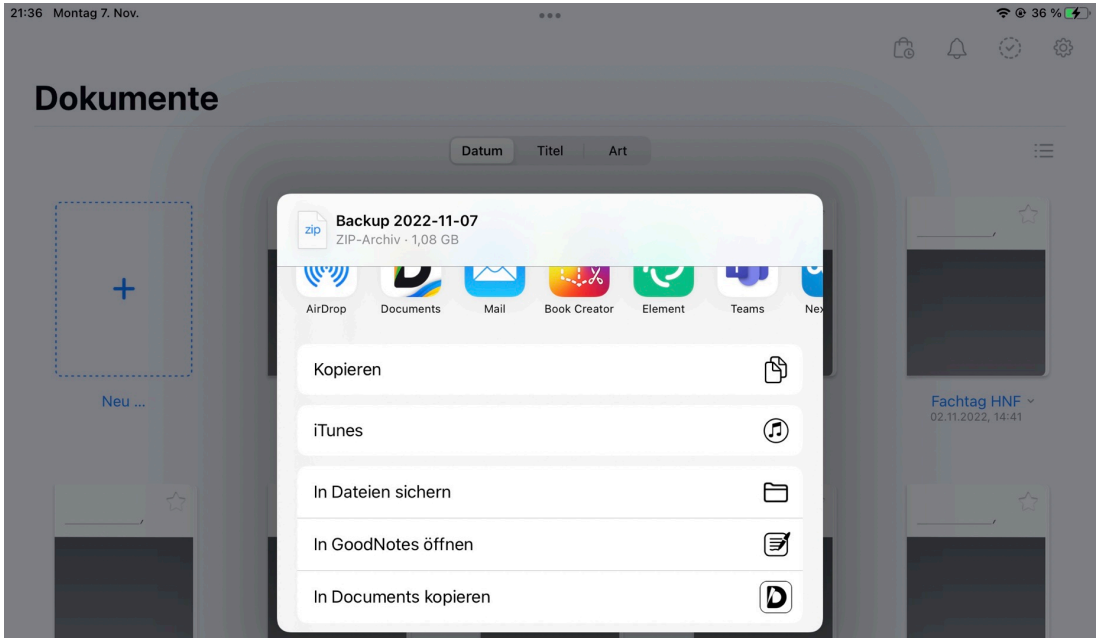 21:36 Montag 7. Nov.
36 %
Dokumente
Datum Titel Art
zip
Backup 2022-11-07
ZIP-Archiv · 1,08 GB
AirDrop Documents Mail Book Creator Element Teams
Kopieren
Neu ...
Fachtag HNF
02.11.2022, 14:41
iTunes
In Dateien sichern
In GoodNotes öffnen
In Documents kopieren